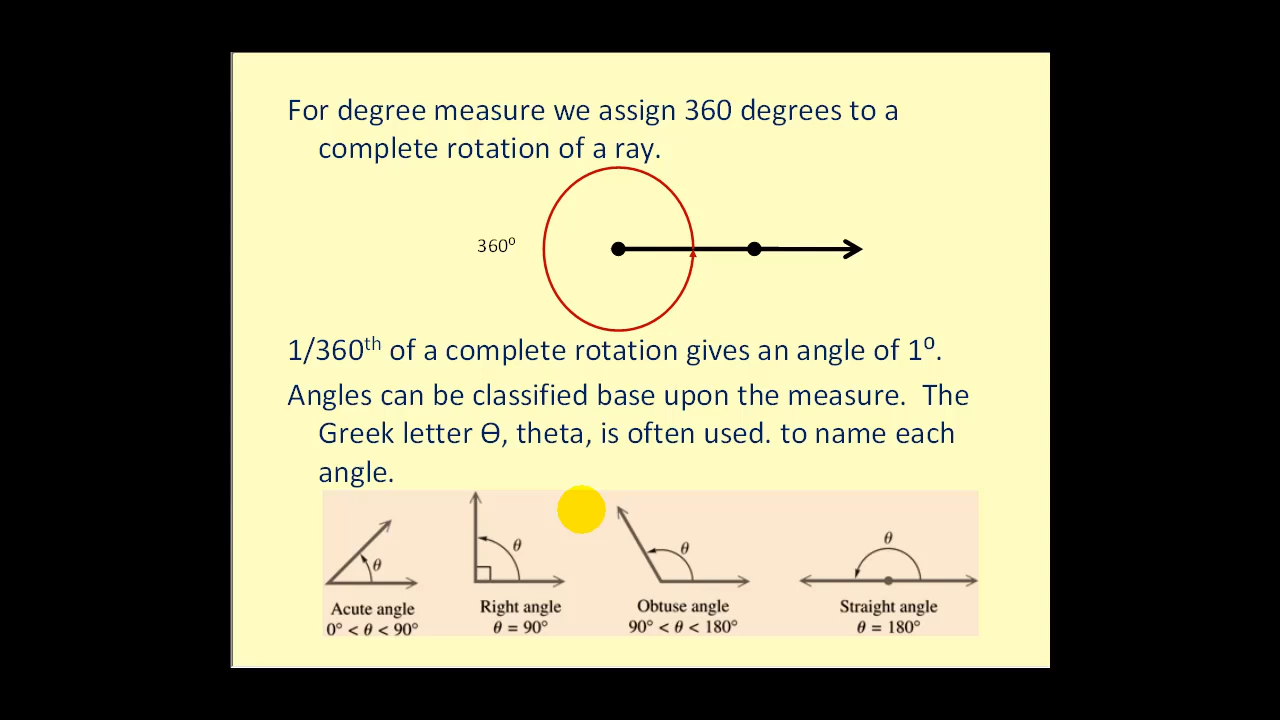 For degree measure we assign 360 degrees to a
complete rotation of a ray.
360⁰
1/360ᵗʰ of a complete rotation gives an angle of 1⁰.
Angles can be classified base upon the measure.  The
Greek letter Ѳ, theta, is often used. to name each
angle.
θ
θ
θ
θ
Acute angle
0° < θ < 90°
Right angle
θ = 90°
Obtuse angle
90° < θ < 180°
Straight angle
θ = 180°